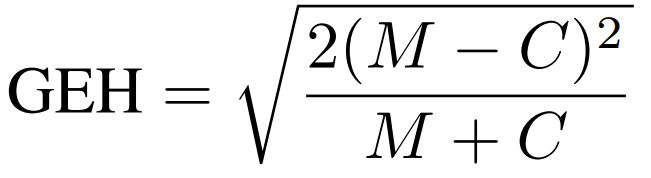 GEH = √(2(M − C)² / (M + C))